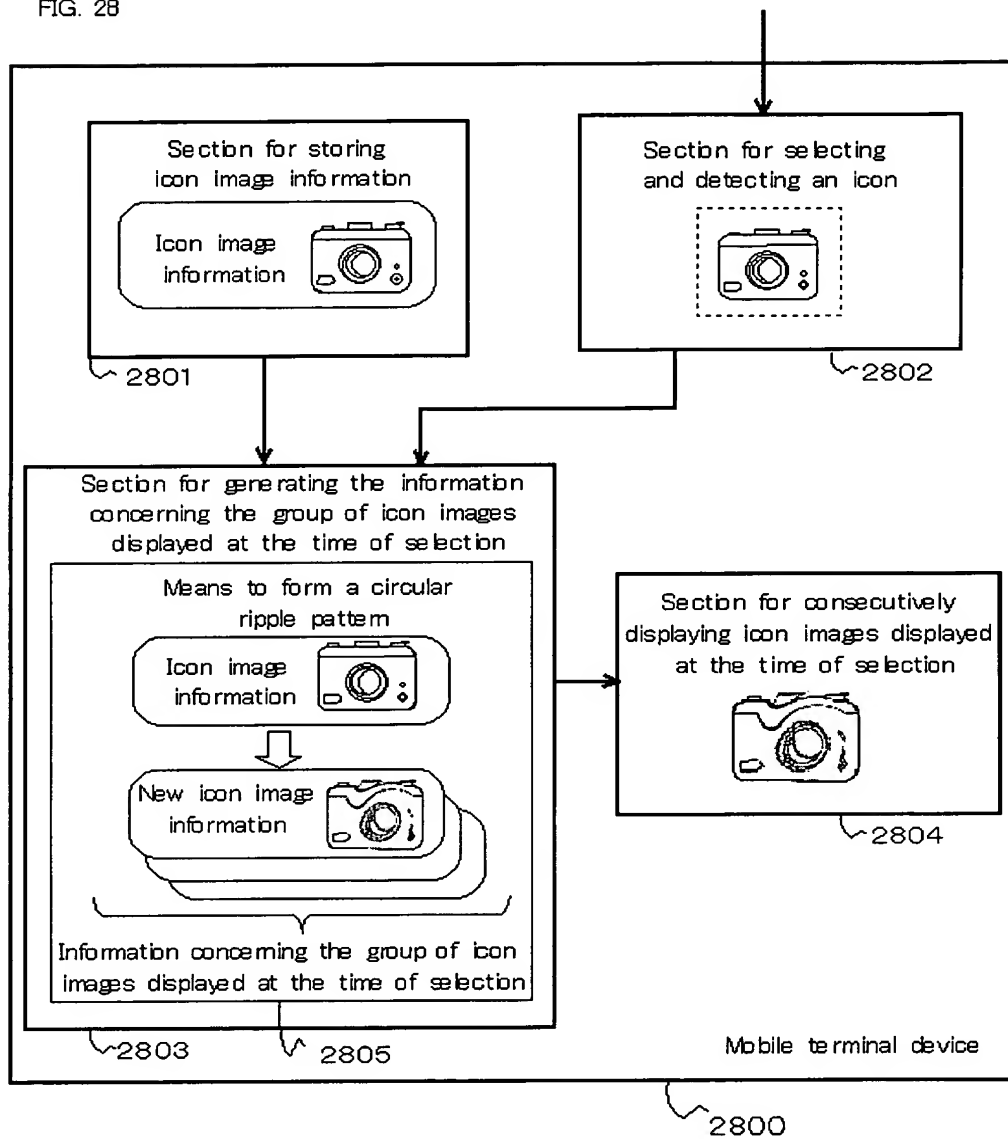 FIG. 28
Section for storing
icon image information
Icon image
information
2801
Section for selecting
and detecting an icon
2802
Section for generating the information
concerning the group of icon images
displayed at the time of selection
Means to form a circular
ripple pattern
Icon image
information
New icon image
information
Information concerning the group of icon
images displayed at the time of selection
2803
2805
Section for consecutively
displaying icon images displayed
at the time of selection
2804
Mobile terminal device
2800